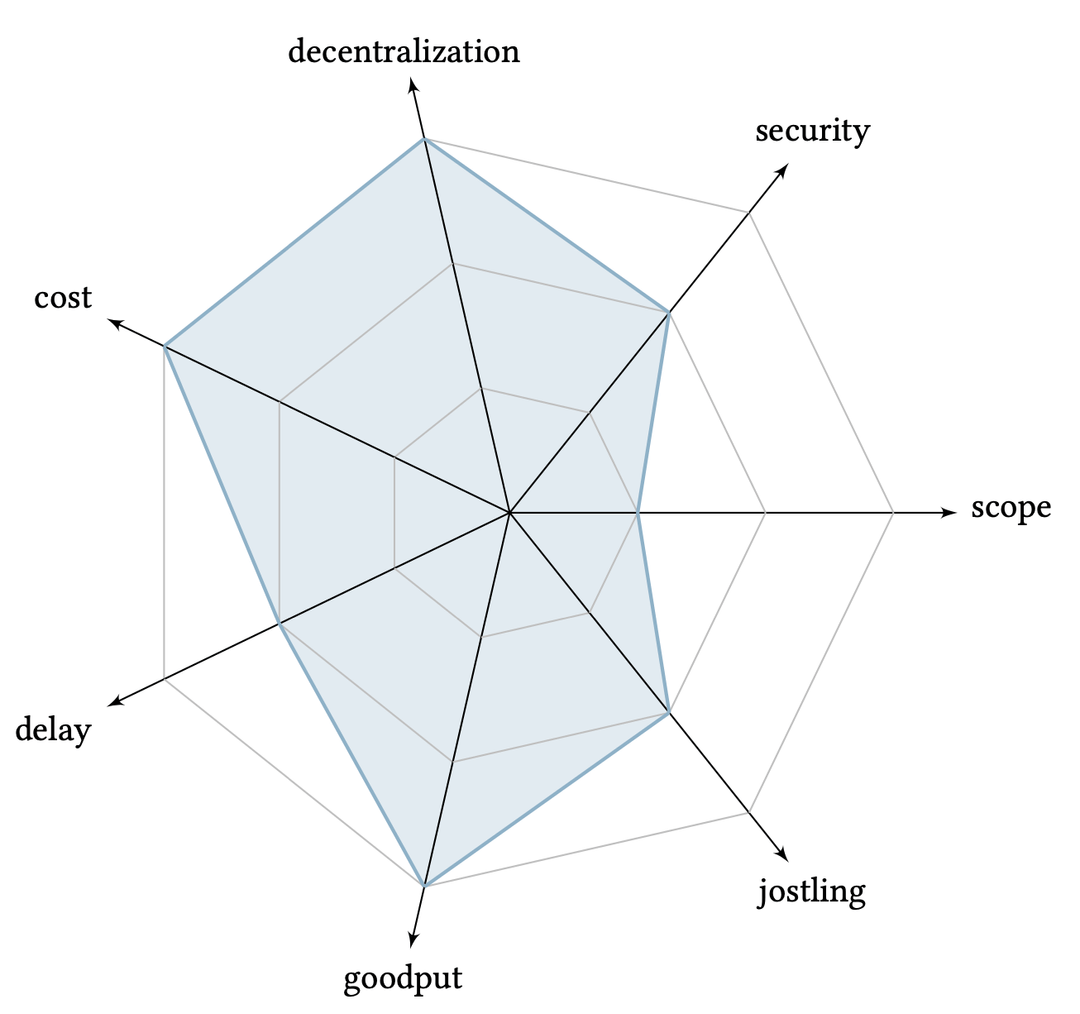 decentralization
security
cost
scope
delay
jostling
goodput